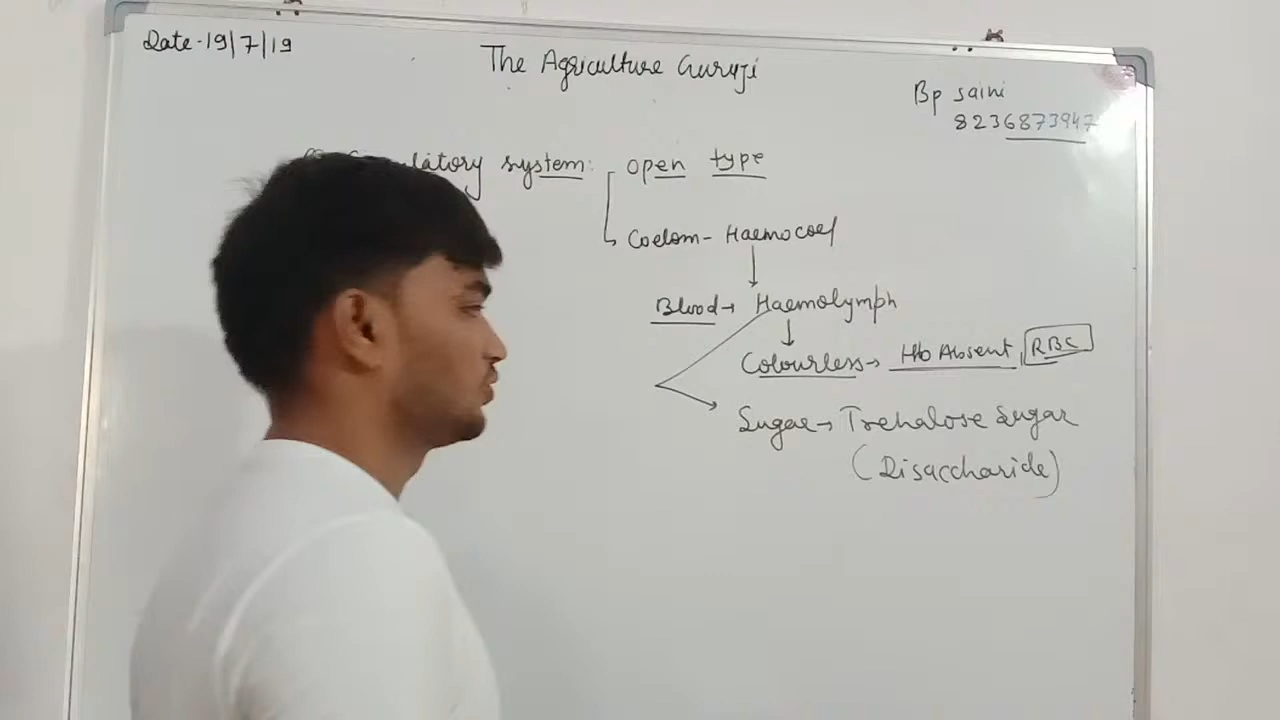 Date-19/7/19
The Agriculture Guruji
Bp saini
8236873947
system: open type
Coelom- Haemocoel
Blood→ Haemolymph
Colourless→ Hb Absent, RBC
Sugar→ Trehalose Sugar
(Disaccharide)